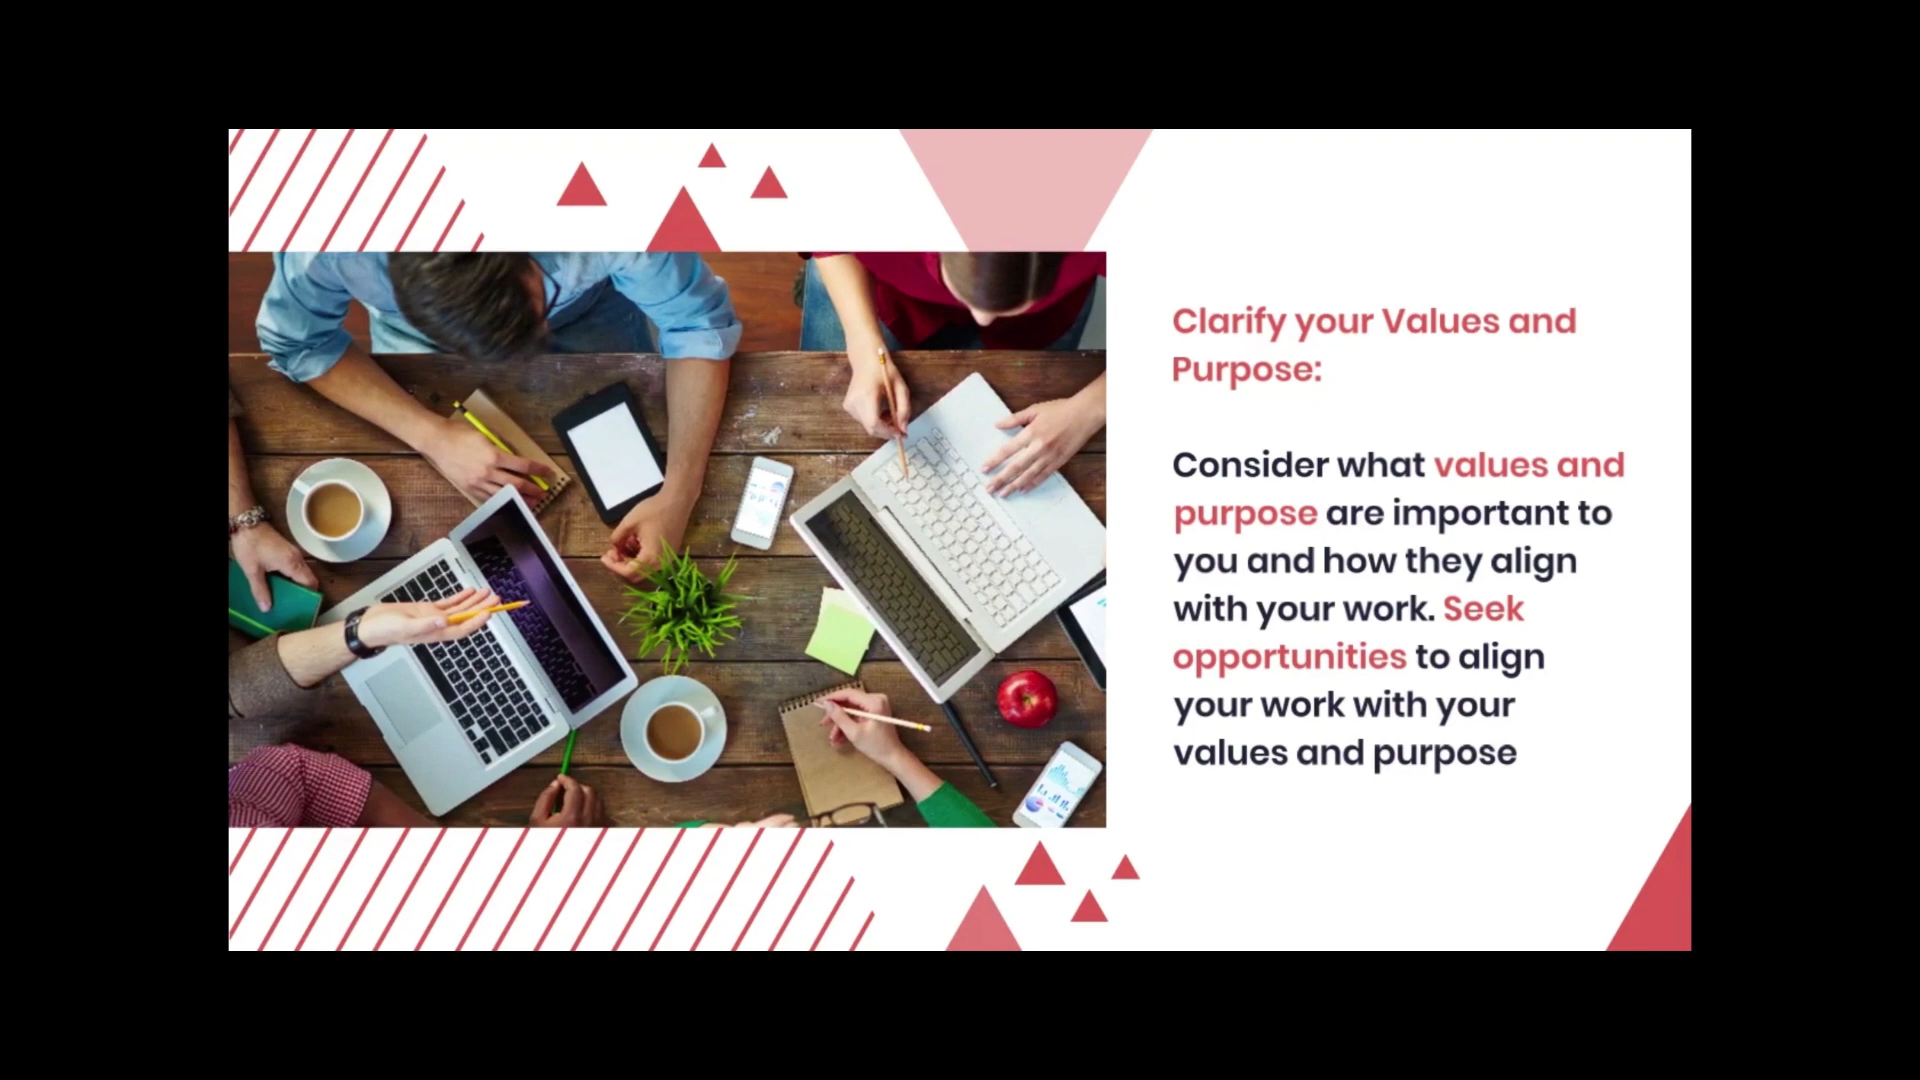 Clarify your Values and
Purpose:
Consider what values and
purpose are important to
you and how they align
with your work. Seek
opportunities to align
your work with your
values and purpose